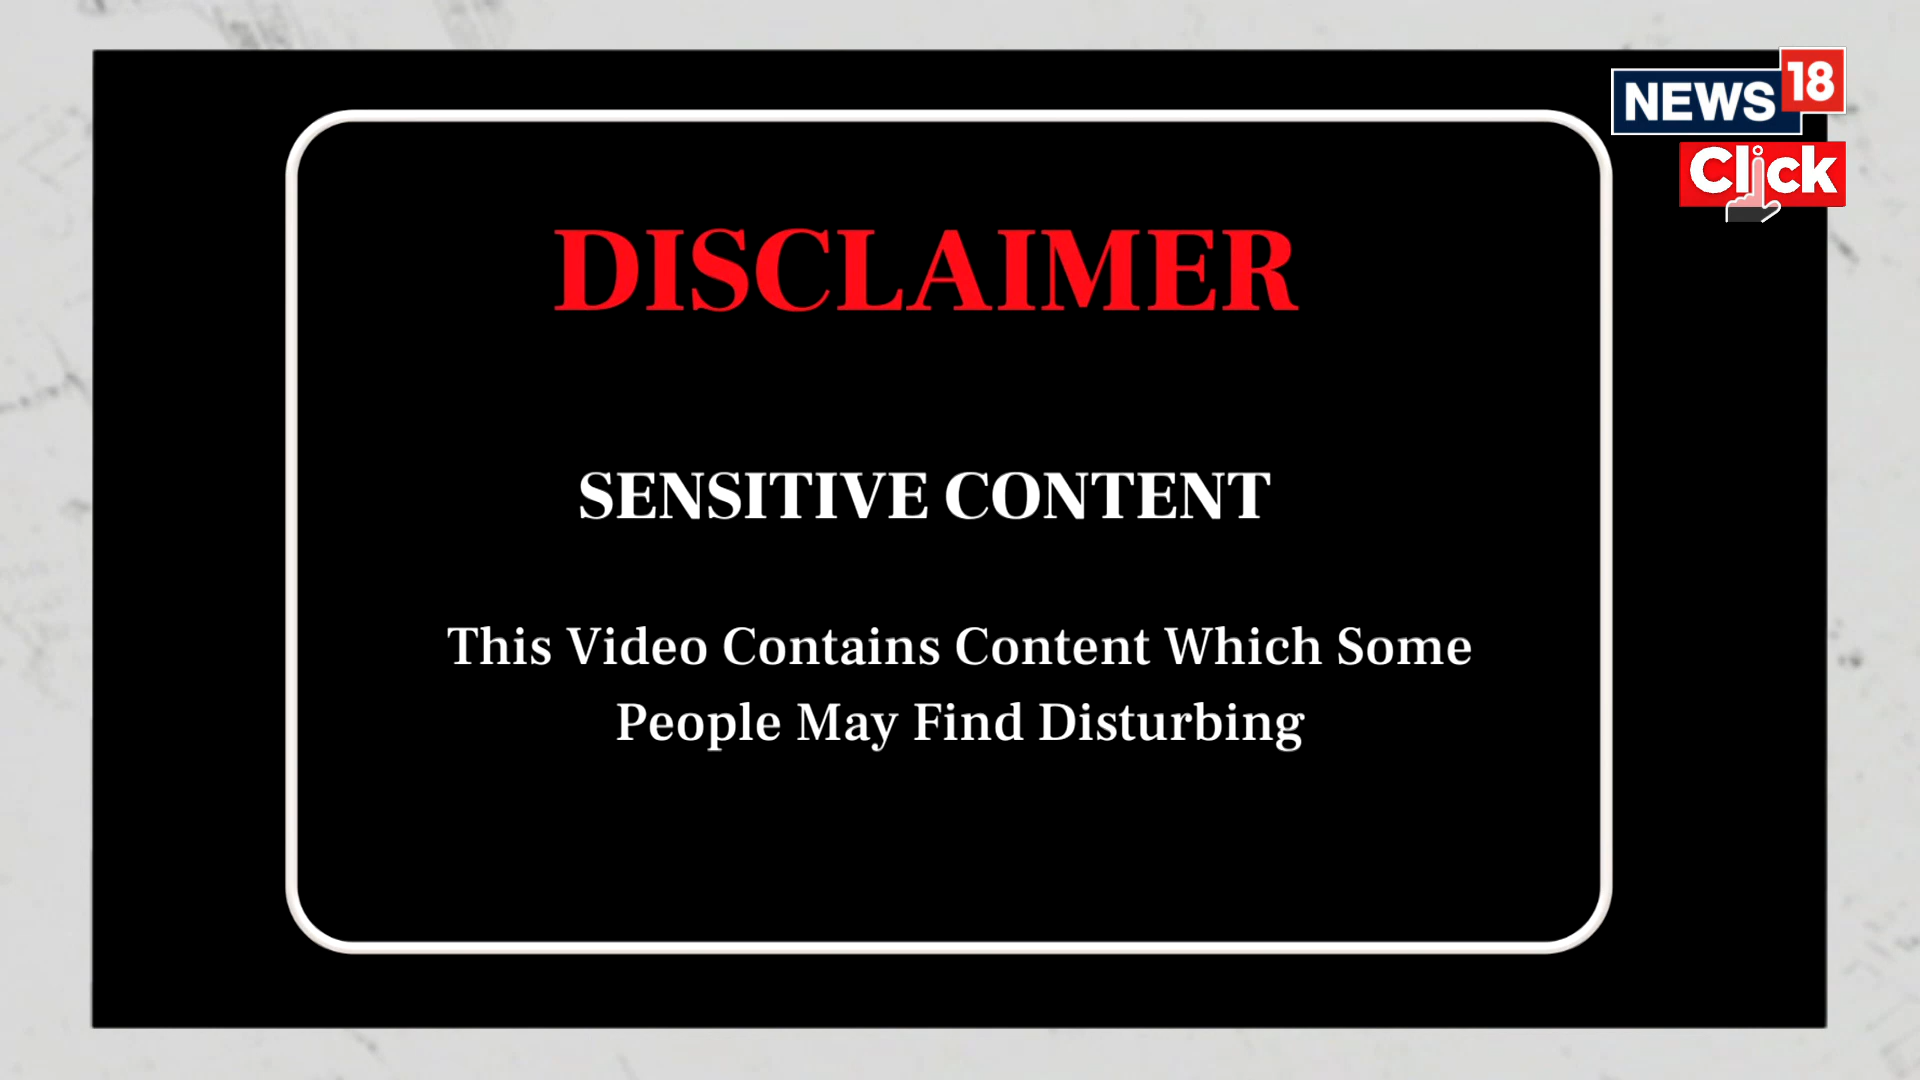 NEWS 18
Click
DISCLAIMER
SENSITIVE CONTENT
This Video Contains Content Which Some
People May Find Disturbing